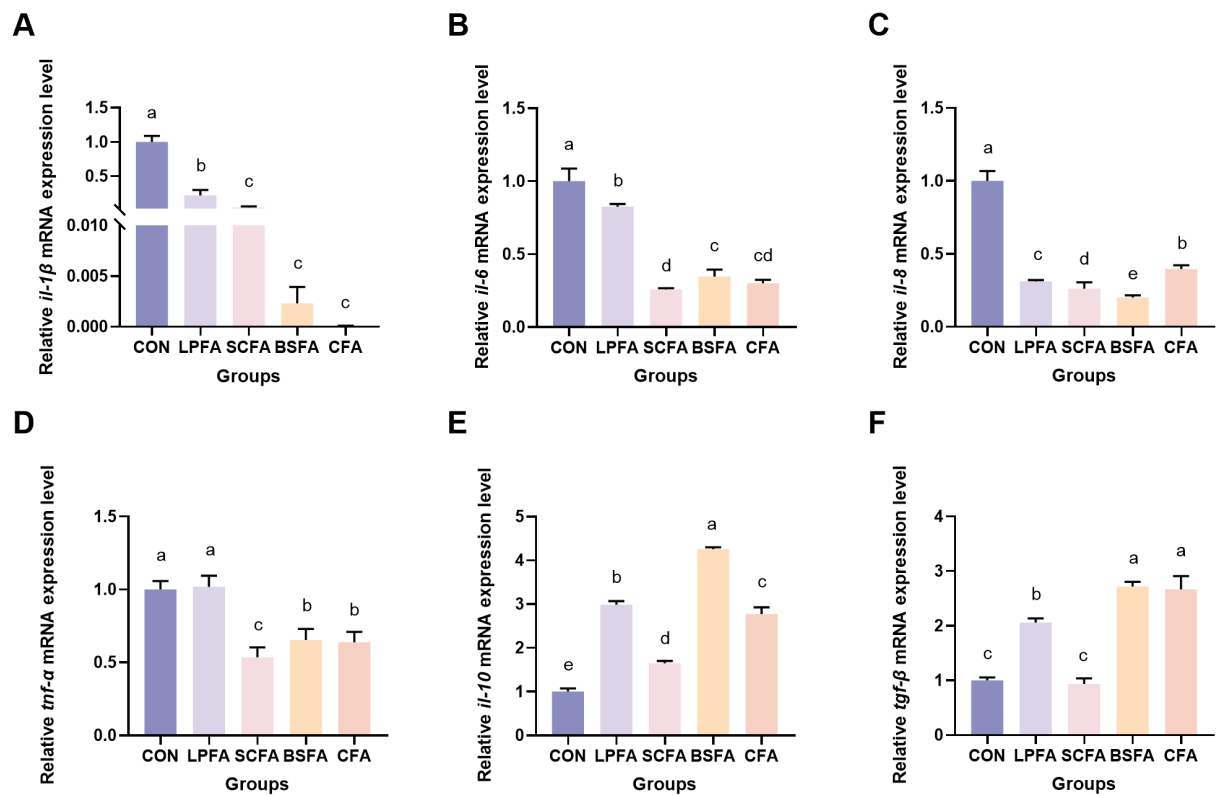 A
Relative il-1β mRNA expression level
1.5
1.0
0.5
0.010
0.005
0.000
a
b
c
c
c
CON LPFA SCFA BSFA CFA
Groups
B
Relative il-6 mRNA expression level
1.5
1.0
0.5
0.0
a
b
d
c
cd
CON LPFA SCFA BSFA CFA
Groups
C
Relative il-8 mRNA expression level
1.5
1.0
0.5
0.0
a
c
d
e
b
CON LPFA SCFA BSFA CFA
Groups
D
Relative tnf-α mRNA expression level
1.5
1.0
0.5
0.0
a
a
c
b
b
CON LPFA SCFA BSFA CFA
Groups
E
Relative il-10 mRNA expression level
5
4
3
2
1
0
e
b
d
a
c
CON LPFA SCFA BSFA CFA
Groups
F
Relative tgf-β mRNA expression level
4
3
2
1
0
c
b
c
a
a
CON LPFA SCFA BSFA CFA
Groups